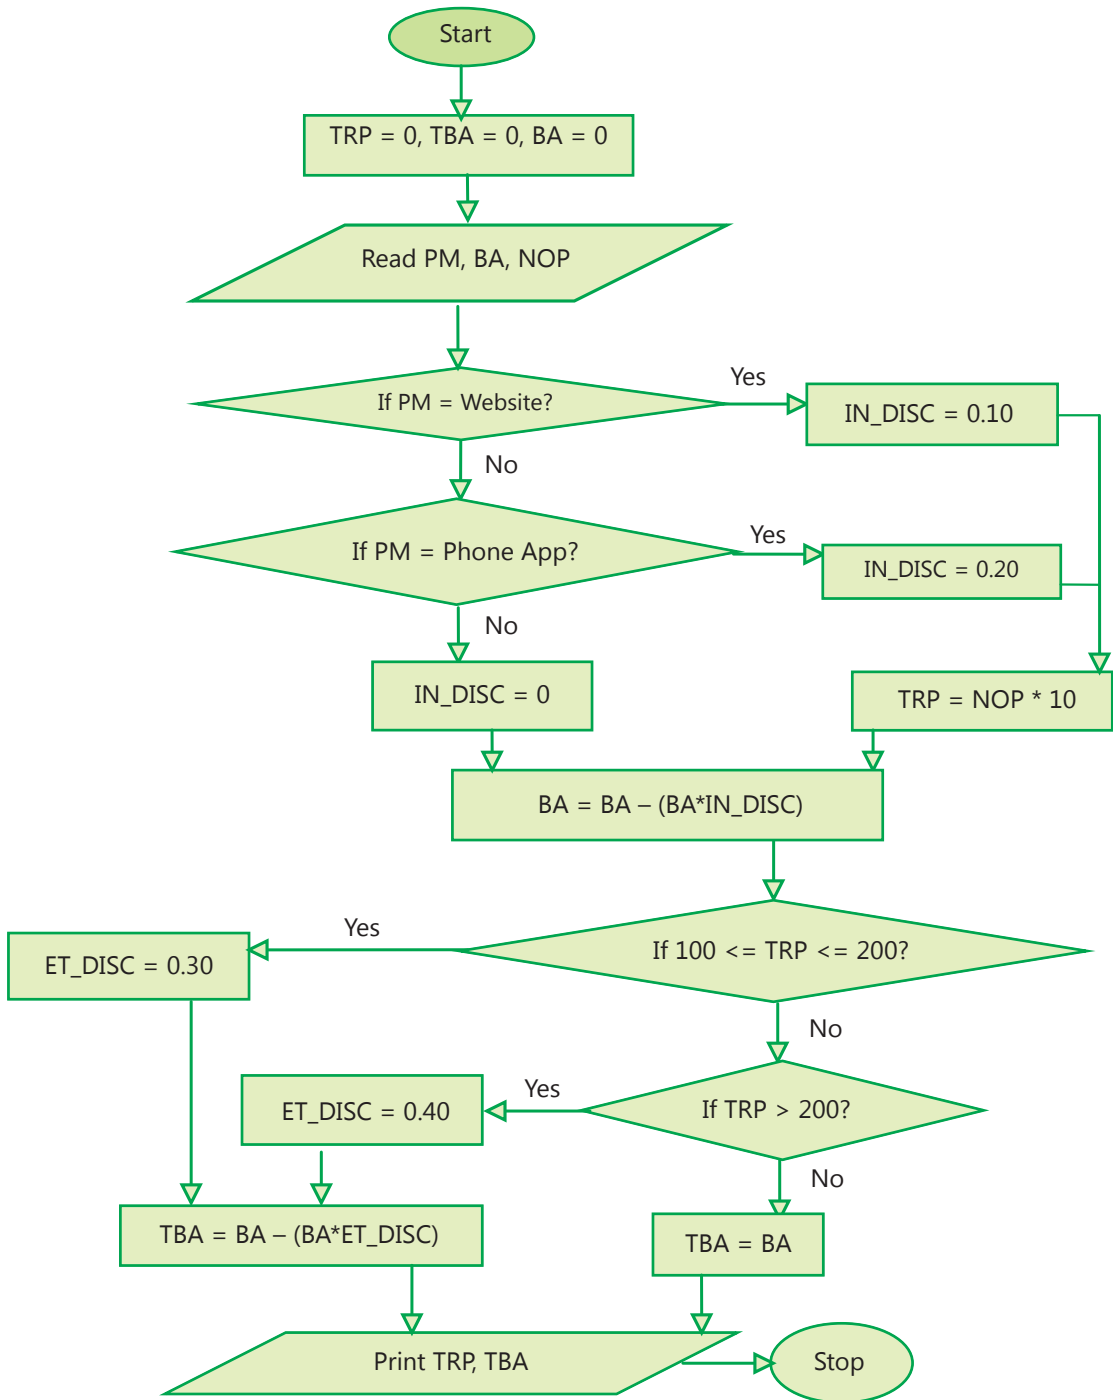 Start
TRP = 0, TBA = 0, BA = 0
Read PM, BA, NOP
If PM = Website?
Yes
IN_DISC = 0.10
No
If PM = Phone App?
Yes
IN_DISC = 0.20
No
IN_DISC = 0
TRP = NOP * 10
BA = BA – (BA*IN_DISC)
If 100 <= TRP <= 200?
Yes
ET_DISC = 0.30
No
If TRP > 200?
Yes
ET_DISC = 0.40
No
TBA = BA – (BA*ET_DISC)
TBA = BA
Print TRP, TBA
Stop